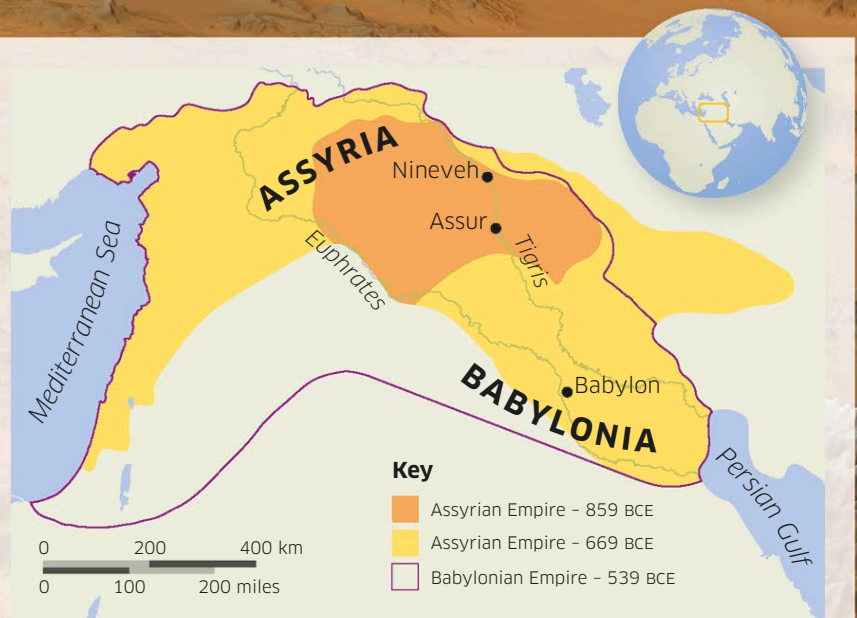 ASSYRIA
Nineveh
Assur
Tigris
Euphrates
Mediterranean Sea
Babylon
BABYLONIA
Persian Gulf
Key
Assyrian Empire – 859 BCE
Assyrian Empire – 669 BCE
Babylonian Empire – 539 BCE
0 200 400 km
0 100 200 miles